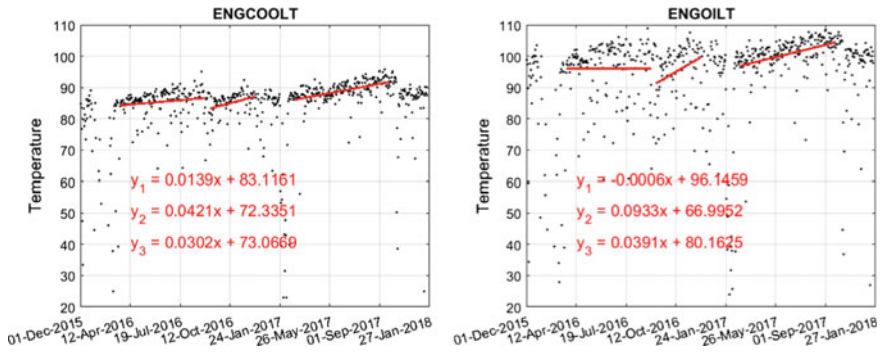 ENGCOOLT
110
100
90
80
70
60
50
40
30
20
Temperature
y1 = 0.0139x + 83.1161
y2 = 0.0421x + 72.3351
y3 = 0.0302x + 73.0660
01-Dec-2015
12-Apr-2016
19-Jul-2016
12-Oct-2016
24-Jan-2017
26-May-2017
01-Sep-2017
27-Jan-2018
ENGOILT
110
100
90
80
70
60
50
40
30
20
Temperature
y1 = -0.0006x + 96.1459
y2 = 0.0933x + 66.9952
y3 = 0.0391x + 80.1625
01-Dec-2015
12-Apr-2016
19-Jul-2016
12-Oct-2016
24-Jan-2017
26-May-2017
01-Sep-2017
27-Jan-2018